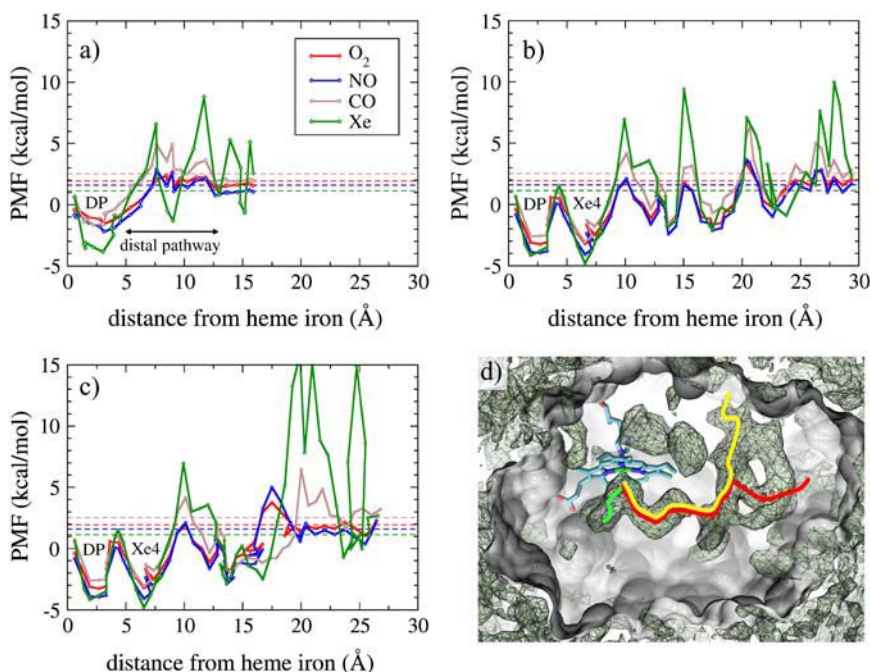 a)
O2
NO
CO
Xe
15
10
5
0
-5
PMF (kcal/mol)
DP
distal pathway
0 5 10 15 20 25 30
distance from heme iron (Å)
b)
15
10
5
0
-5
PMF (kcal/mol)
DP Xe4
0 5 10 15 20 25 30
distance from heme iron (Å)
c)
15
10
5
0
-5
PMF (kcal/mol)
DP Xe4
0 5 10 15 20 25 30
distance from heme iron (Å)
d)